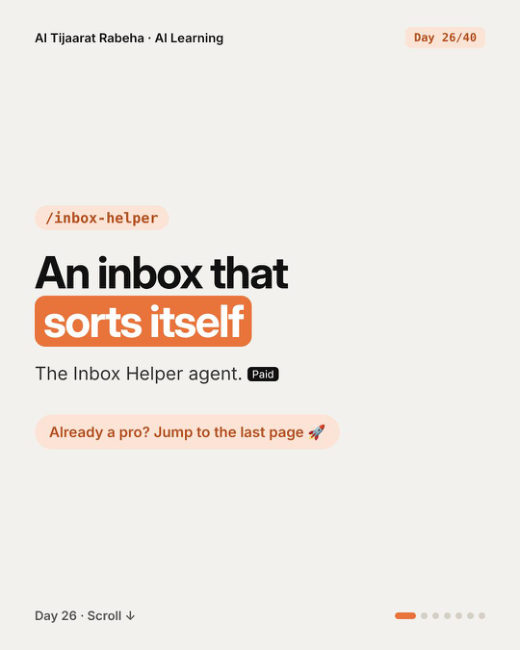 Al Tijaarat Rabeha · AI Learning
Day 26/40
/inbox-helper
An inbox that
sorts itself
The Inbox Helper agent. Paid
Already a pro? Jump to the last page 🚀
Day 26 · Scroll ↓